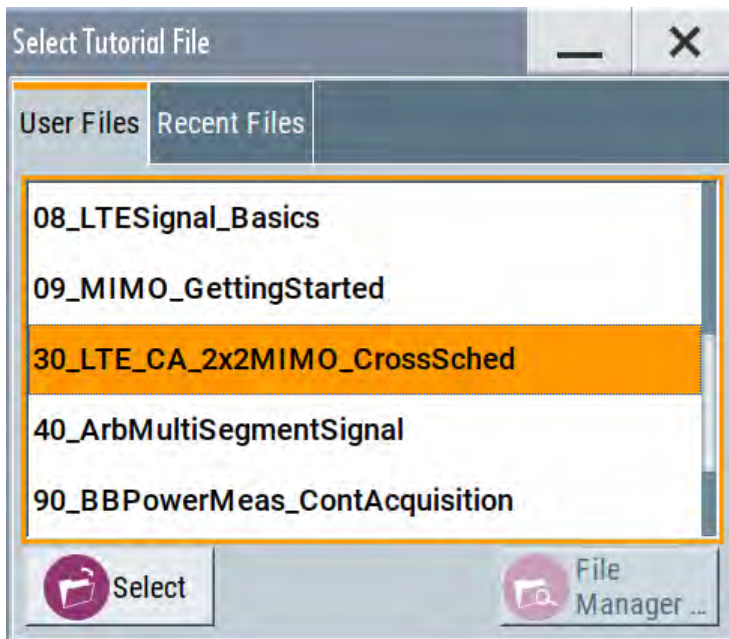 Select Tutorial File
User Files Recent Files
08_LTESignal_Basics
09_MIMO_GettingStarted
30_LTE_CA_2x2MIMO_CrossSched
40_ArbMultiSegmentSignal
90_BBPowerMeas_ContAcquisition
Select
File
Manager ...